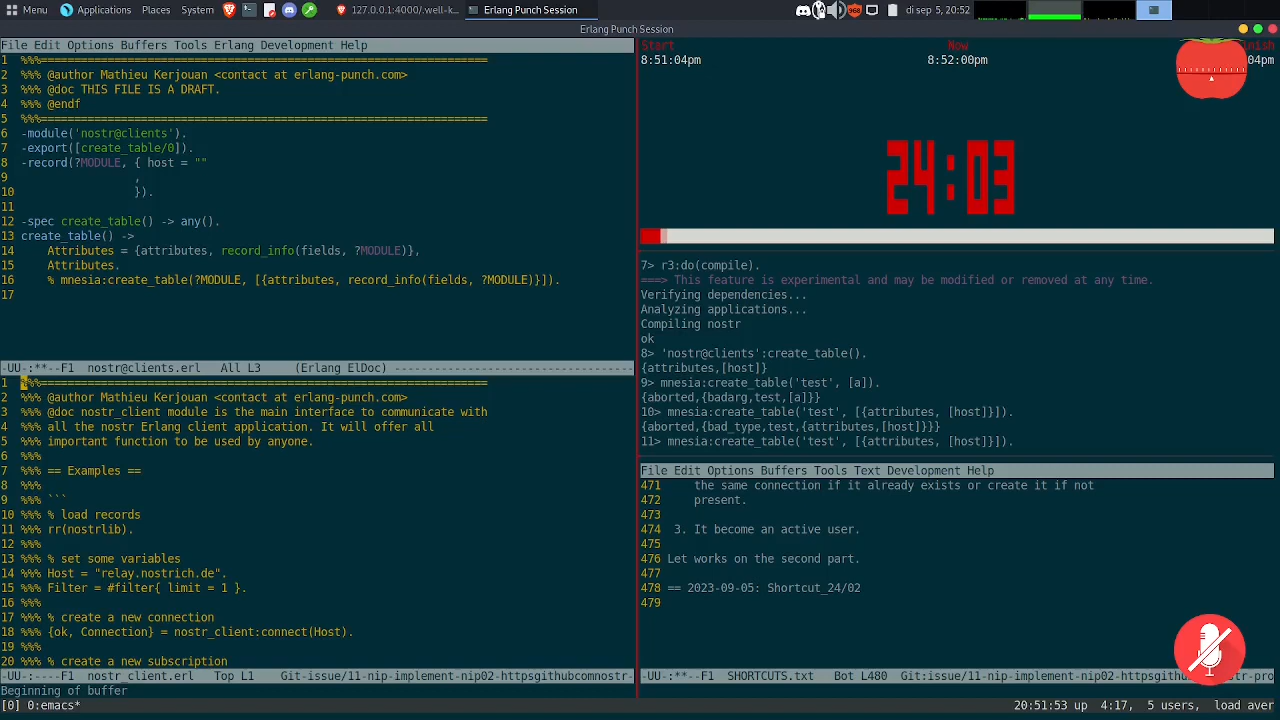 Menu Applications Places System 127.0.0.1:4000/.well-k… Erlang Punch Session 968 di sep 5, 20:52
Erlang Punch Session
File Edit Options Buffers Tools Erlang Development Help
1 %%%===================================================================
2 %%% @author Mathieu Kerjouan <contact at erlang-punch.com>
3 %%% @doc THIS FILE IS A DRAFT.
4 %%% @endf
5 %%%===================================================================
6 -module('nostr@clients').
7 -export([create_table/0]).
8 -record(?MODULE, { host = ""
9 ,
10 }).
11
12 -spec create_table() -> any().
13 create_table() ->
14 Attributes = {attributes, record_info(fields, ?MODULE)},
15 Attributes.
16 % mnesia:create_table(?MODULE, [{attributes, record_info(fields, ?MODULE)}]).
17
-UU-:**--F1 nostr@clients.erl All L3 (Erlang ElDoc) ------------------------------------
1 %%%===================================================================
2 %%% @author Mathieu Kerjouan <contact at erlang-punch.com>
3 %%% @doc nostr_client module is the main interface to communicate with
4 %%% all the nostr Erlang client application. It will offer all
5 %%% important function to be used by anyone.
6 %%%
7 %%% == Examples ==
8 %%%
9 %%% ```
10 %%% % load records
11 %%% rr(nostrlib).
12 %%%
13 %%% % set some variables
14 %%% Host = "relay.nostrich.de".
15 %%% Filter = #filter{ limit = 1 }.
16 %%%
17 %%% % create a new connection
18 %%% {ok, Connection} = nostr_client:connect(Host).
19 %%%
20 %%% % create a new subscription
-UU-:----F1 nostr_client.erl Top L1 Git-issue/11-nip-implement-nip02-httpsgithubcomnostr-
Beginning of buffer
Start Now inish
8:51:04pm 8:52:00pm 04pm
24:03
7> r3:do(compile).
===> This feature is experimental and may be modified or removed at any time.
Verifying dependencies...
Analyzing applications...
Compiling nostr
ok
8> 'nostr@clients':create_table().
{attributes,[host]}
9> mnesia:create_table('test', [a]).
{aborted,{badarg,test,[a]}}
10> mnesia:create_table('test', [{attributes, [host]}]).
{aborted,{bad_type,test,{attributes,[host]}}}
11> mnesia:create_table('test', [{attributes, [host]}]).
File Edit Options Buffers Tools Text Development Help
471 the same connection if it already exists or create it if not
472 present.
473
474 3. It become an active user.
475
476 Let works on the second part.
477
478 == 2023-09-05: Shortcut_24/02
479
-UU-:**--F1 SHORTCUTS.txt Bot L480 Git:issue/11-nip-implement-nip02-httpsgithubcomnostr-pro
[0] 0:emacs* 20:51:53 up 4:17, 5 users, load aver